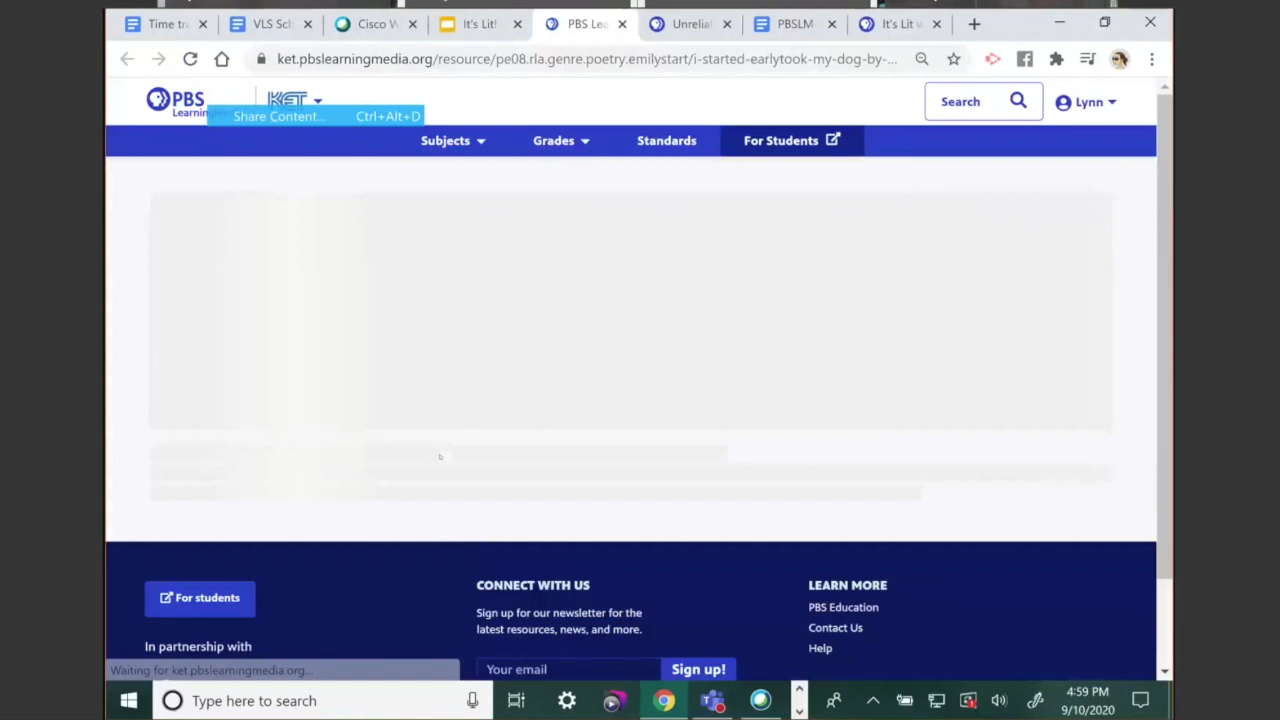 Time tra
VLS Sch
Cisco W
It's Lit!
PBS Lea
Unrelia
PBSLM
It's Lit v
ket.pbslearningmedia.org/resource/pe08.rla.genre.poetry.emilystart/i-started-earlytook-my-dog-by-...
PBS
Learning
KET
Search
Lynn
Share Content... Ctrl+Alt+D
Subjects
Grades
Standards
For Students
For students
In partnership with
CONNECT WITH US
Sign up for our newsletter for the
latest resources, news, and more.
Your email
Sign up!
LEARN MORE
PBS Education
Contact Us
Help
Waiting for ket.pbslearningmedia.org...
Type here to search
4:59 PM
9/10/2020